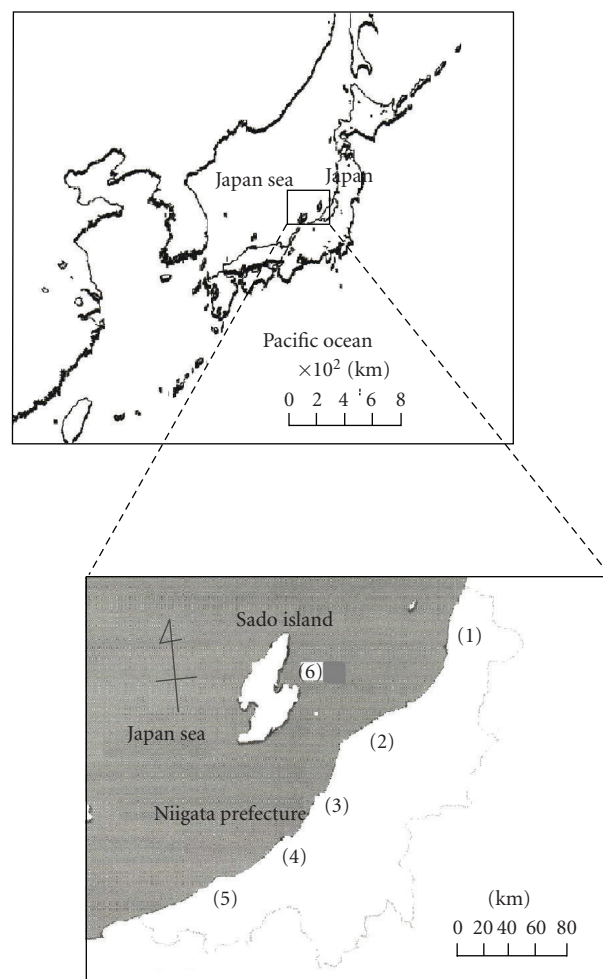 Japan sea
Japan
Pacific ocean
×10² (km)
0 2 4 6 8
Sado island
(1)
(6)
Japan sea
(2)
Niigata prefecture
(3)
(4)
(5)
(km)
0 20 40 60 80